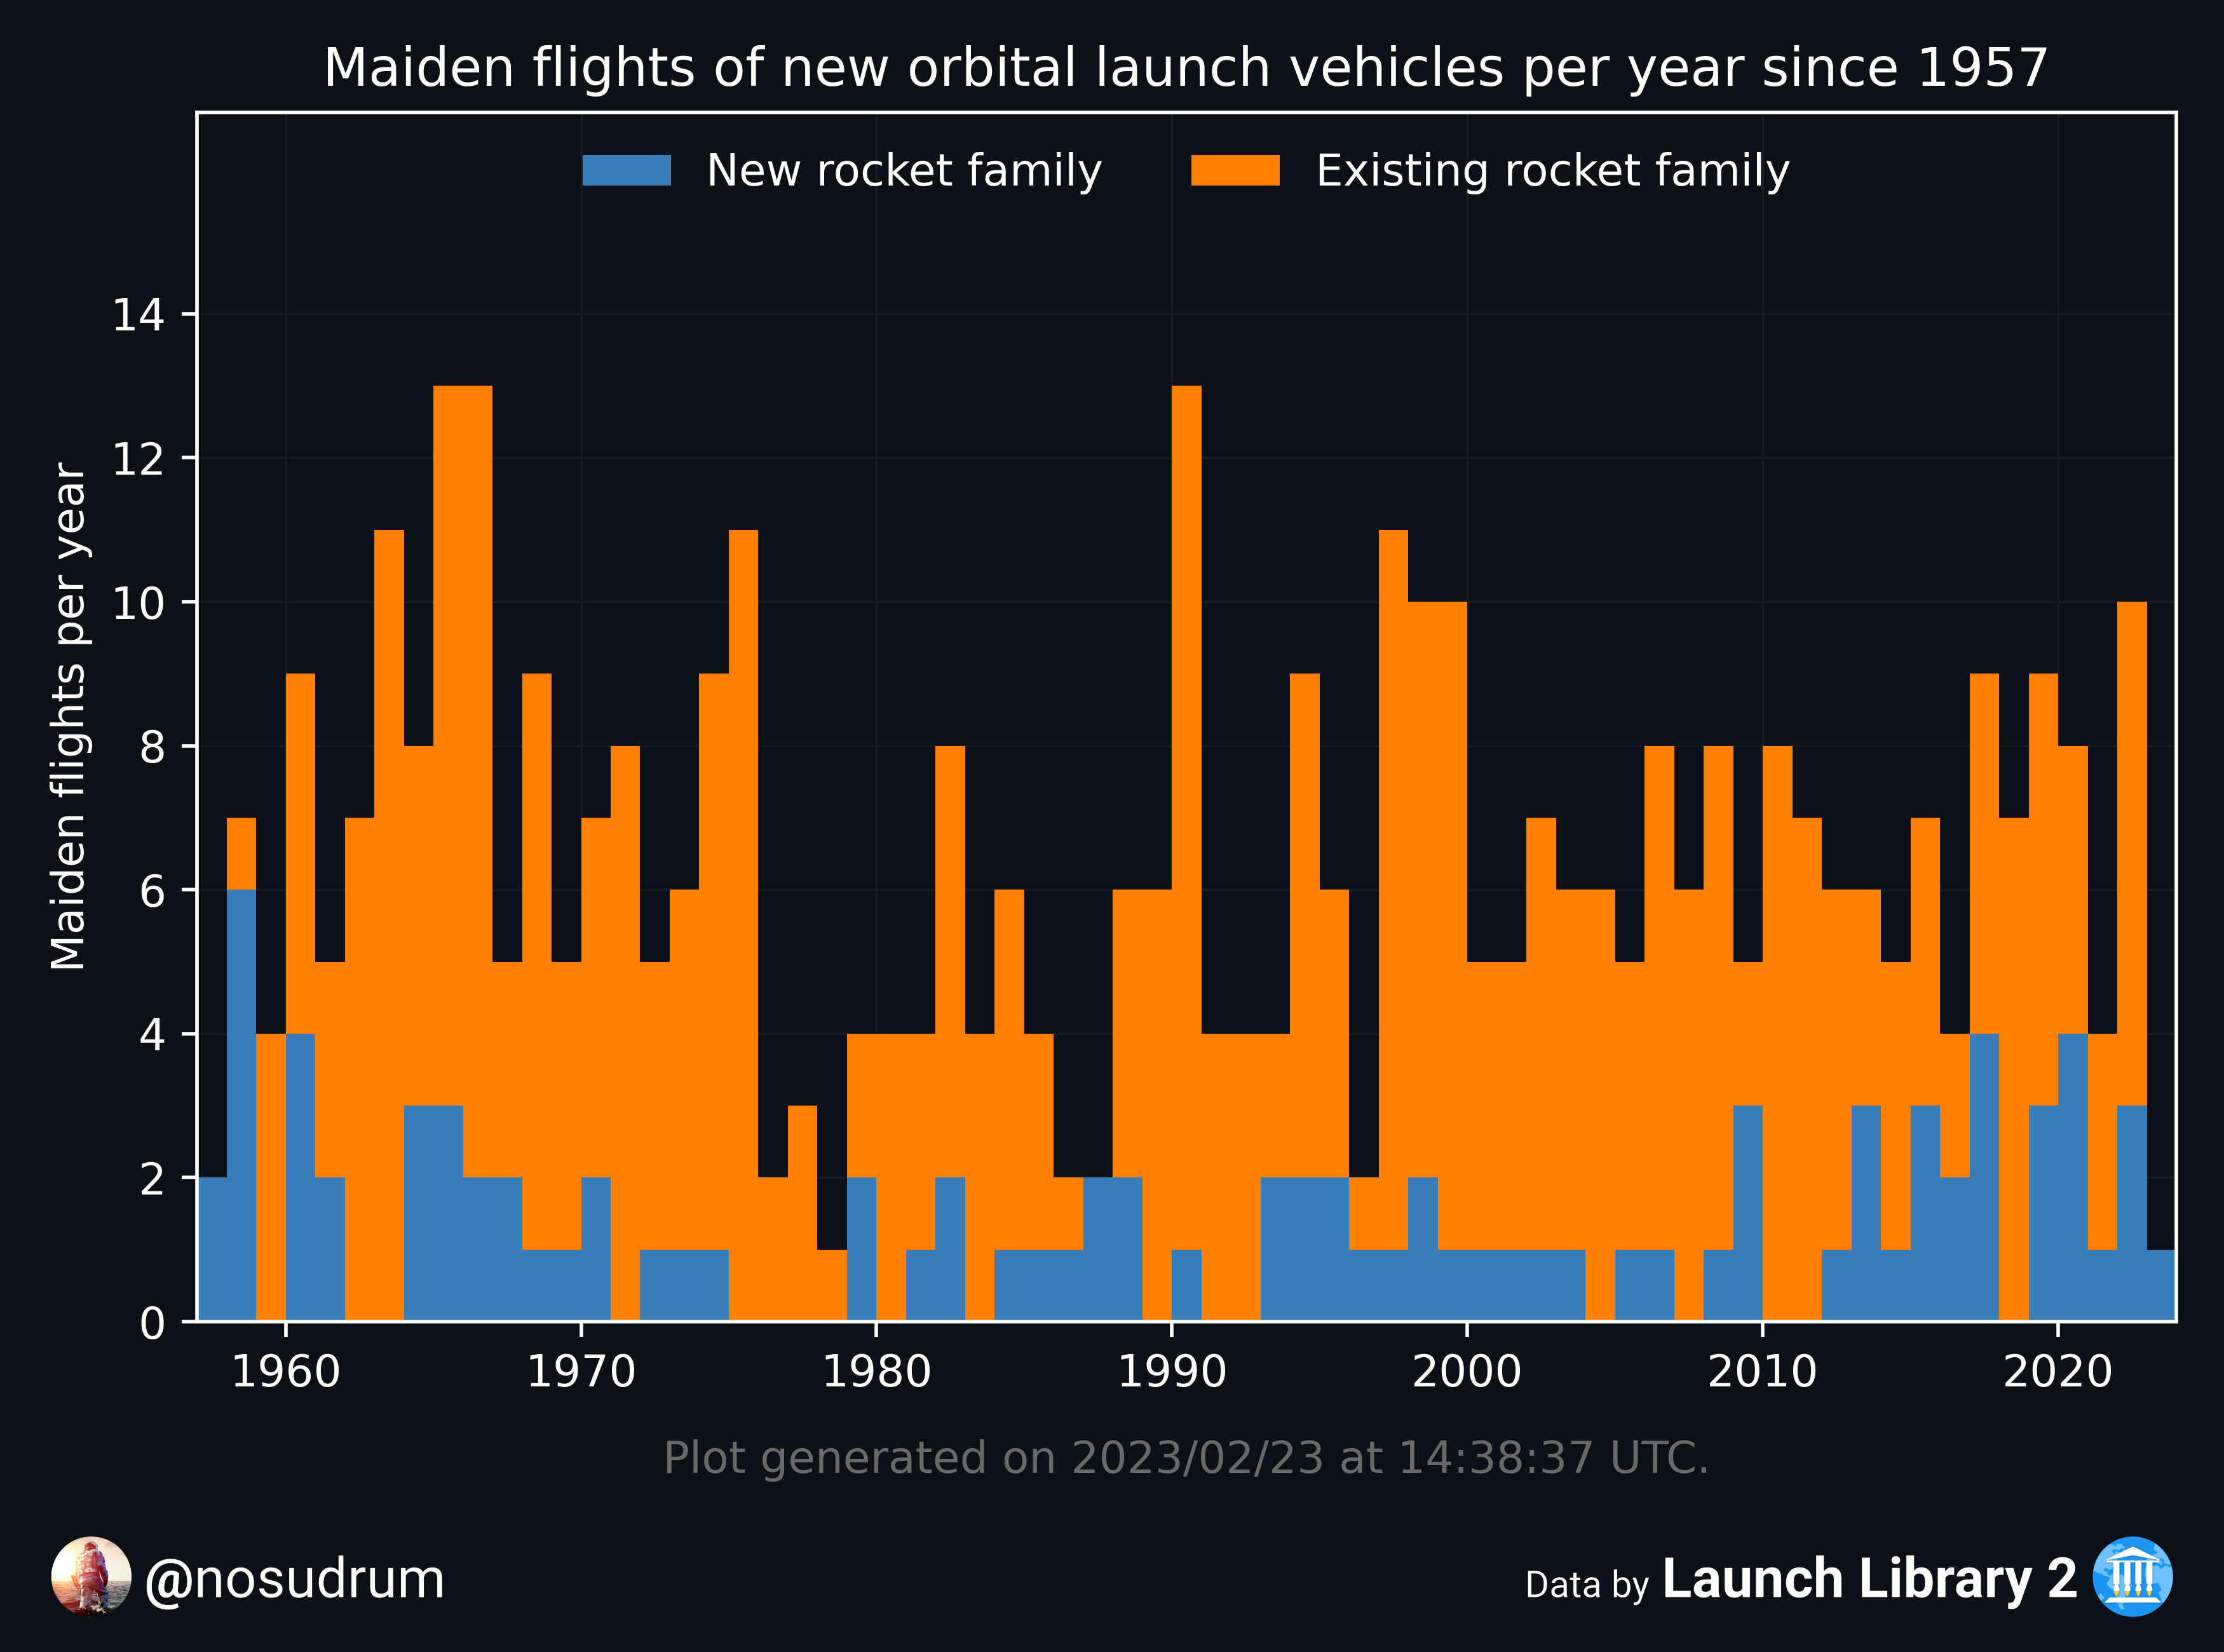 Maiden flights of new orbital launch vehicles per year since 1957
New rocket family
Existing rocket family
Maiden flights per year
14
12
10
8
6
4
2
0
1960 1970 1980 1990 2000 2010 2020
Plot generated on 2023/02/23 at 14:38:37 UTC.
@nosudrum
Data by Launch Library 2